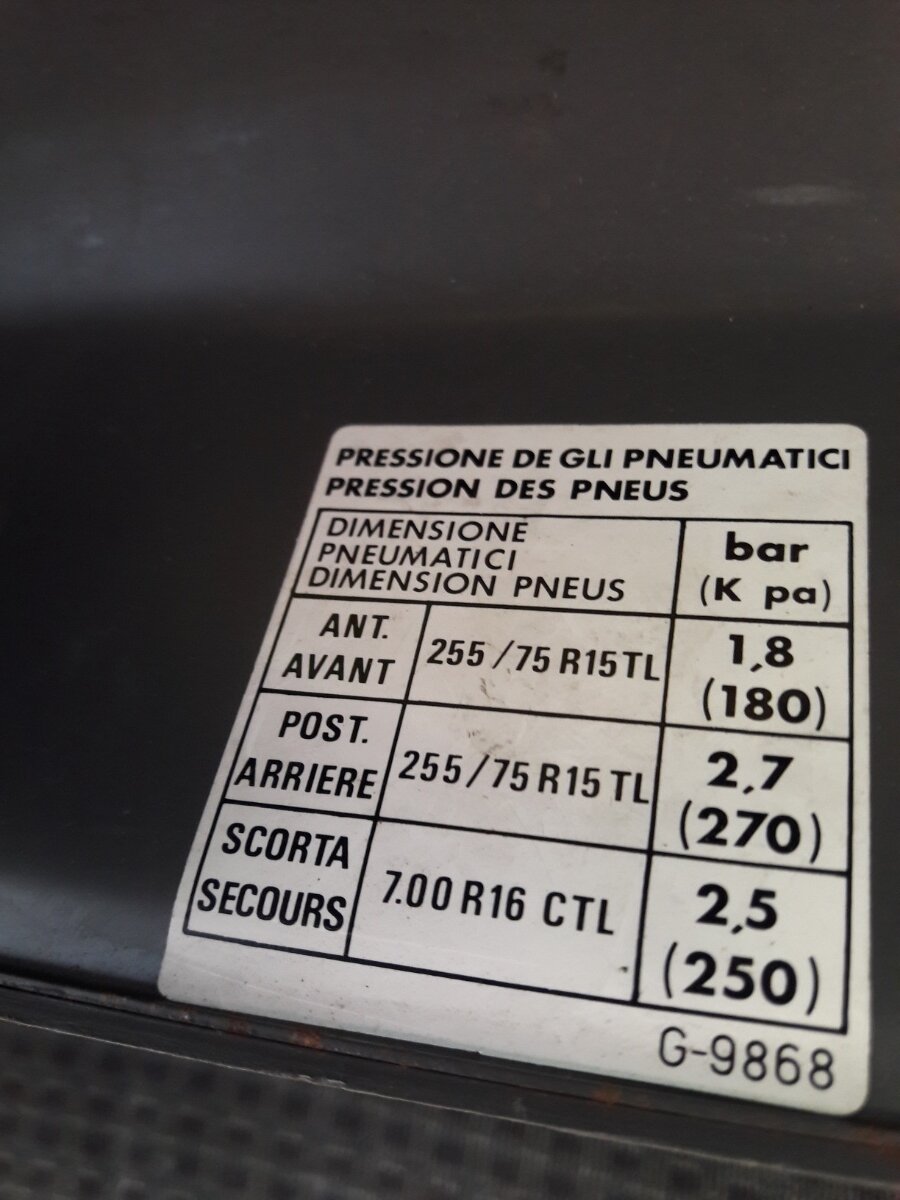 PRESSIONE DE GLI PNEUMATICI
PRESSION DES PNEUS
DIMENSIONE
PNEUMATICI
DIMENSION PNEUS
bar
(K pa)
ANT.
AVANT
255/75 R15 TL
1,8
(180)
POST.
ARRIERE
255/75 R15 TL
2,7
(270)
SCORTA
SECOURS
7.00 R16 CTL
2,5
(250)
G-9868